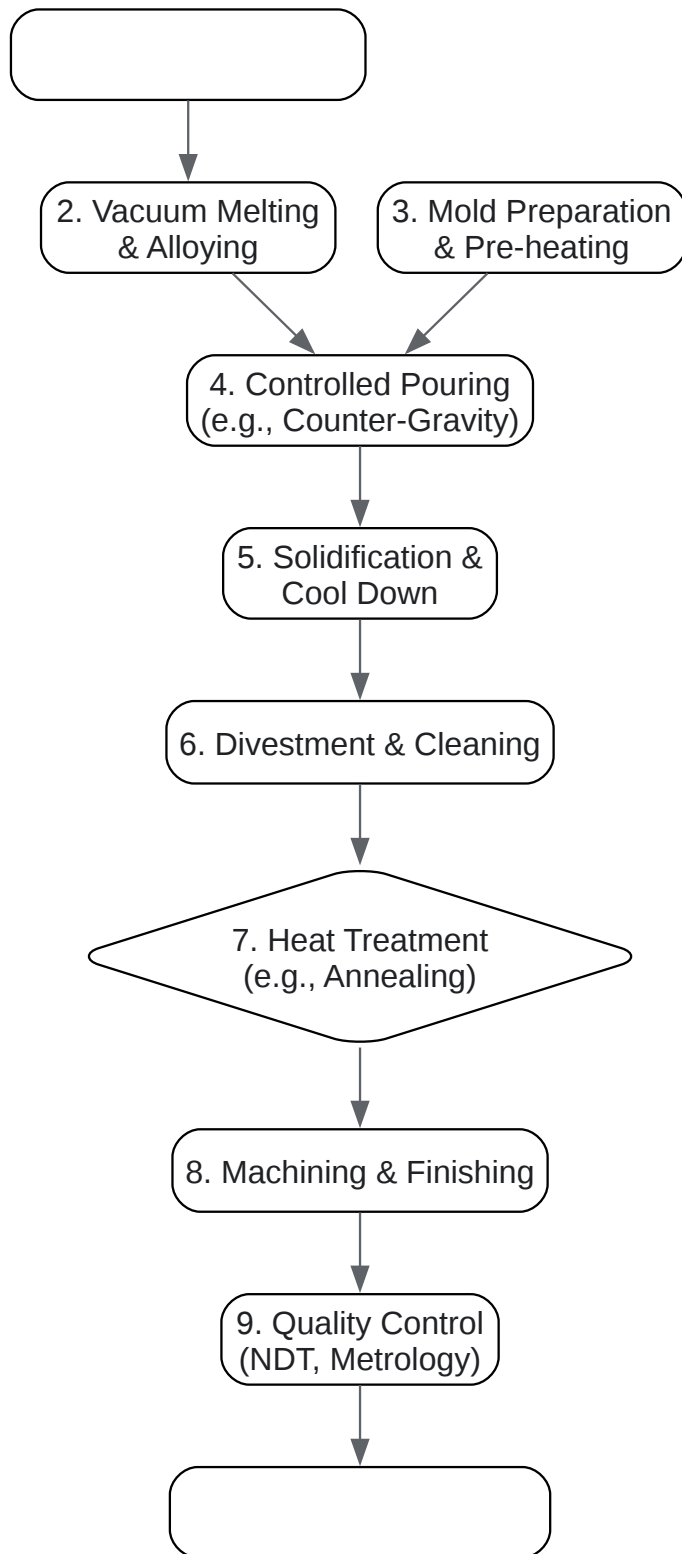 2. Vacuum Melting
& Alloying
3. Mold Preparation
& Pre-heating
4. Controlled Pouring
(e.g., Counter-Gravity)
5. Solidification &
Cool Down
6. Divestment & Cleaning
7. Heat Treatment
(e.g., Annealing)
8. Machining & Finishing
9. Quality Control
(NDT, Metrology)